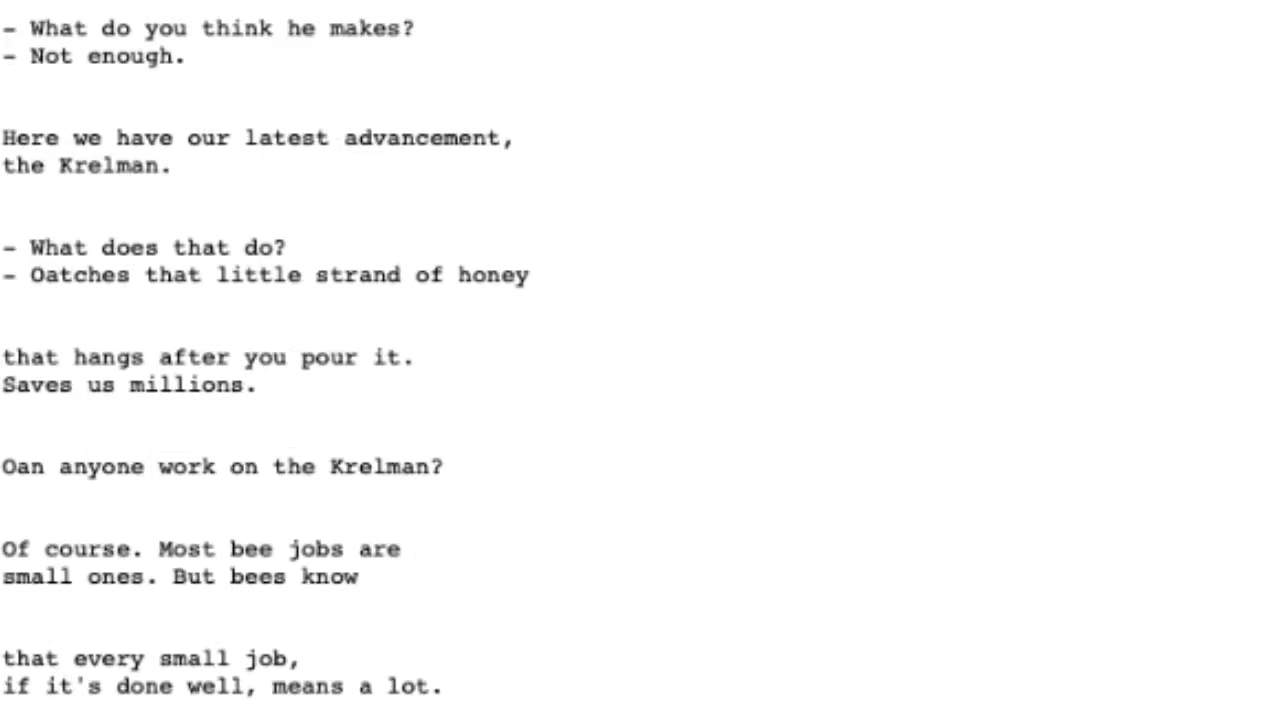 - What do you think he makes?
- Not enough.
Here we have our latest advancement,
the Krelman.
- What does that do?
- Oatches that little strand of honey
that hangs after you pour it.
Saves us millions.
Oan anyone work on the Krelman?
Of course. Most bee jobs are
small ones. But bees know
that every small job,
if it's done well, means a lot.